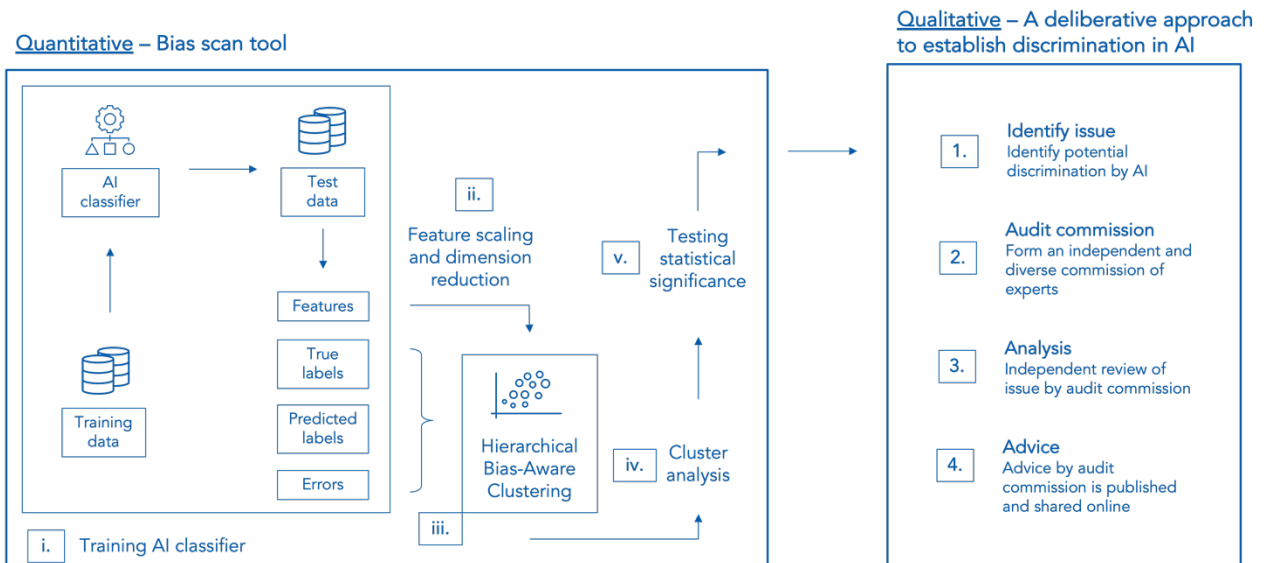 Quantitative – Bias scan tool
AI
classifier
Test
data
Features
True
labels
Predicted
labels
Errors
Training
data
i.
Training AI classifier
ii.
Feature scaling
and dimension
reduction
Hierarchical
Bias-Aware
Clustering
iii.
iv.
Cluster
analysis
v.
Testing
statistical
significance
Qualitative – A deliberative approach
to establish discrimination in AI
1.
Identify issue
Identify potential
discrimination by AI
2.
Audit commission
Form an independent and
diverse commission of
experts
3.
Analysis
Independent review of
issue by audit commission
4.
Advice
Advice by audit
commission is published
and shared online